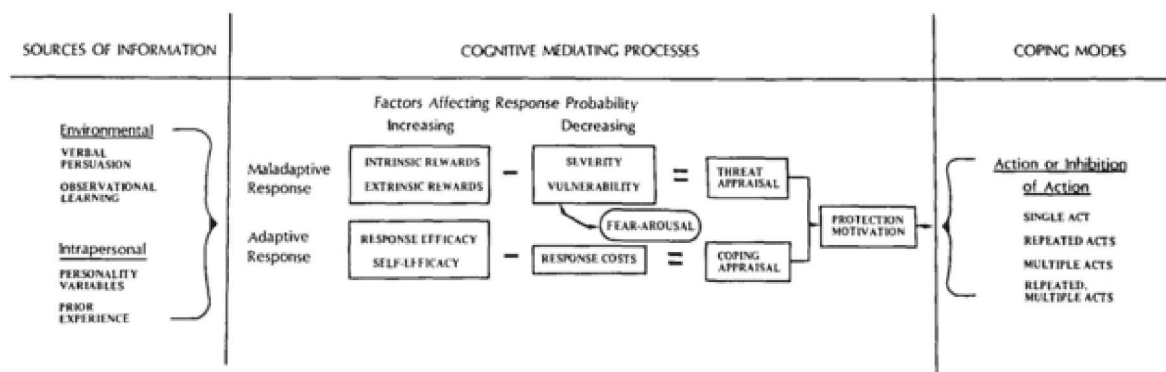 SOURCES OF INFORMATION
COGNITIVE MEDIATING PROCESSES
COPING MODES
Environmental
VERBAL
PERSUASION
OBSERVATIONAL
LEARNING
Intrapersonal
PERSONALITY
VARIABLES
PRIOR
EXPERIENCE
Factors Affecting Response Probability
Increasing
Decreasing
Maladaptive
Response
INTRINSIC REWARDS
EXTRINSIC REWARDS
–
SEVERITY
VULNERABILITY
=
THREAT
APPRAISAL
FEAR-AROUSAL
Adaptive
Response
RESPONSE EFFICACY
SELF-EFFICACY
–
RESPONSE COSTS
=
COPING
APPRAISAL
PROTECTION
MOTIVATION
Action or Inhibition
of Action
SINGLE ACT
REPEATED ACTS
MULTIPLE ACTS
REPEATED,
MULTIPLE ACTS